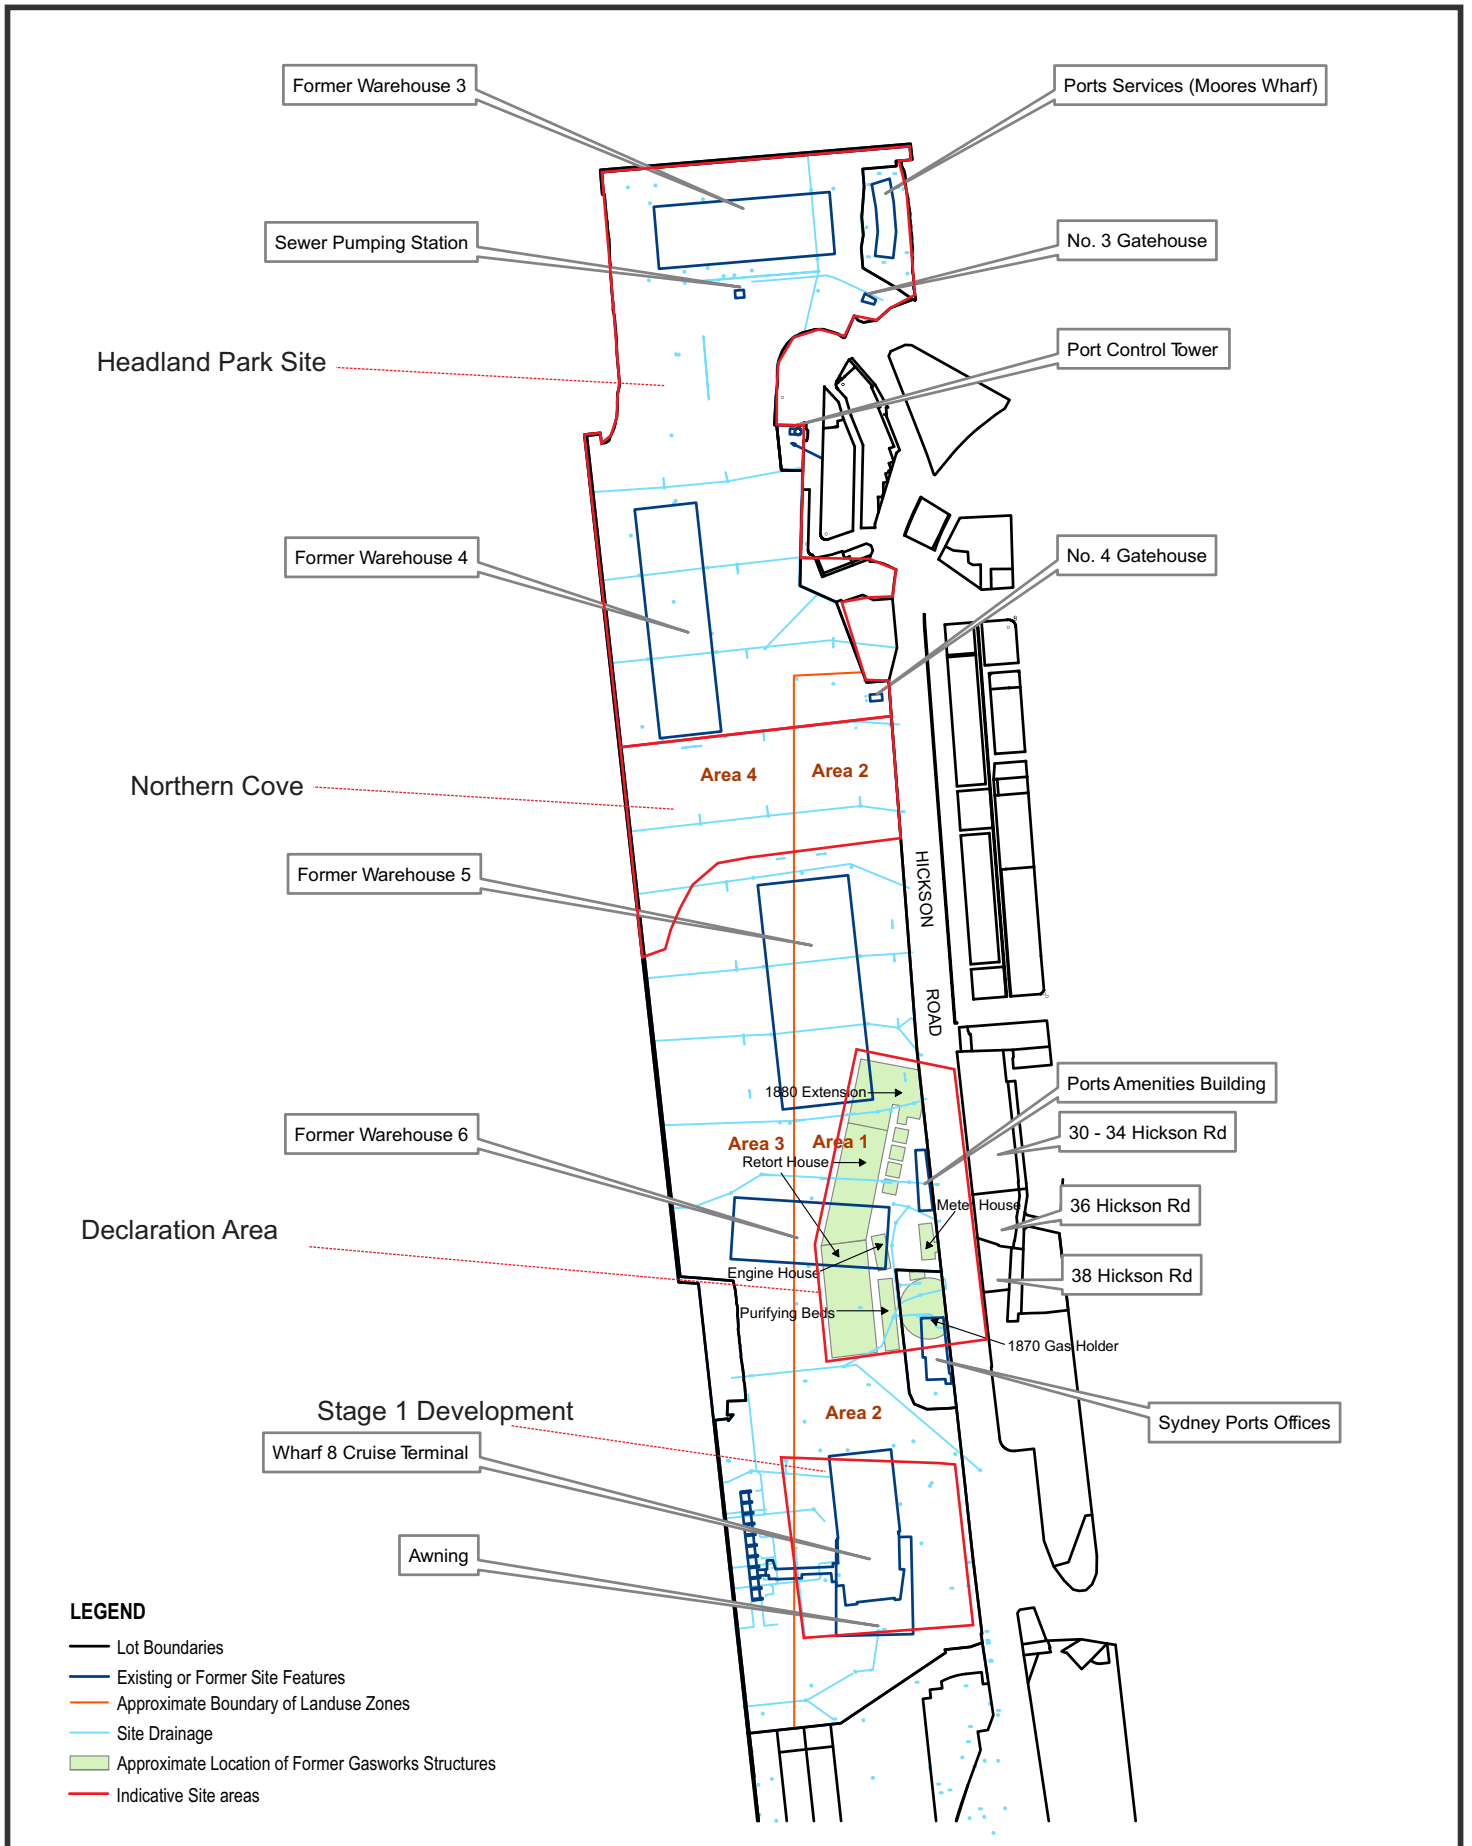 Former Warehouse 3
Ports Services (Moores Wharf)
Sewer Pumping Station
No. 3 Gatehouse
Port Control Tower
Headland Park Site
Former Warehouse 4
No. 4 Gatehouse
Area 4
Area 2
Northern Cove
Former Warehouse 5
HICKSON
ROAD
1880 Extension
Ports Amenities Building
Former Warehouse 6
30 - 34 Hickson Rd
Area 3
Area 1
Retort House
36 Hickson Rd
Meter House
Declaration Area
Engine House
38 Hickson Rd
Purifying Beds
1870 Gas Holder
Stage 1 Development
Area 2
Sydney Ports Offices
Wharf 8 Cruise Terminal
Awning
LEGEND
Lot Boundaries
Existing or Former Site Features
Approximate Boundary of Landuse Zones
Site Drainage
Approximate Location of Former Gasworks Structures
Indicative Site areas